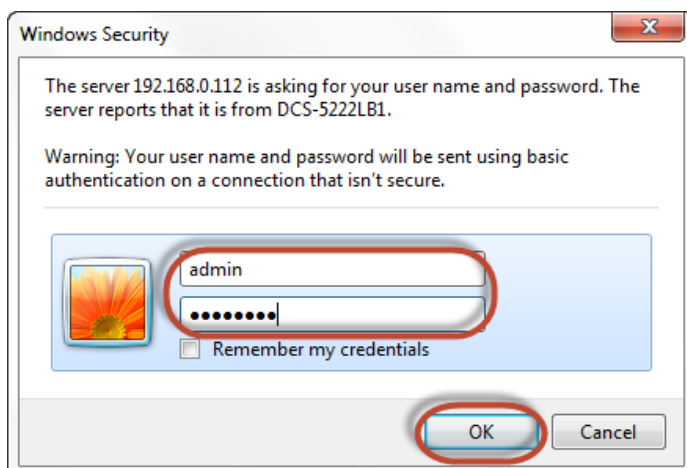 Windows Security
The server 192.168.0.112 is asking for your user name and password. The
server reports that it is from DCS-5222LB1.
Warning: Your user name and password will be sent using basic
authentication on a connection that isn't secure.
admin
●●●●●●●●
Remember my credentials
OK
Cancel